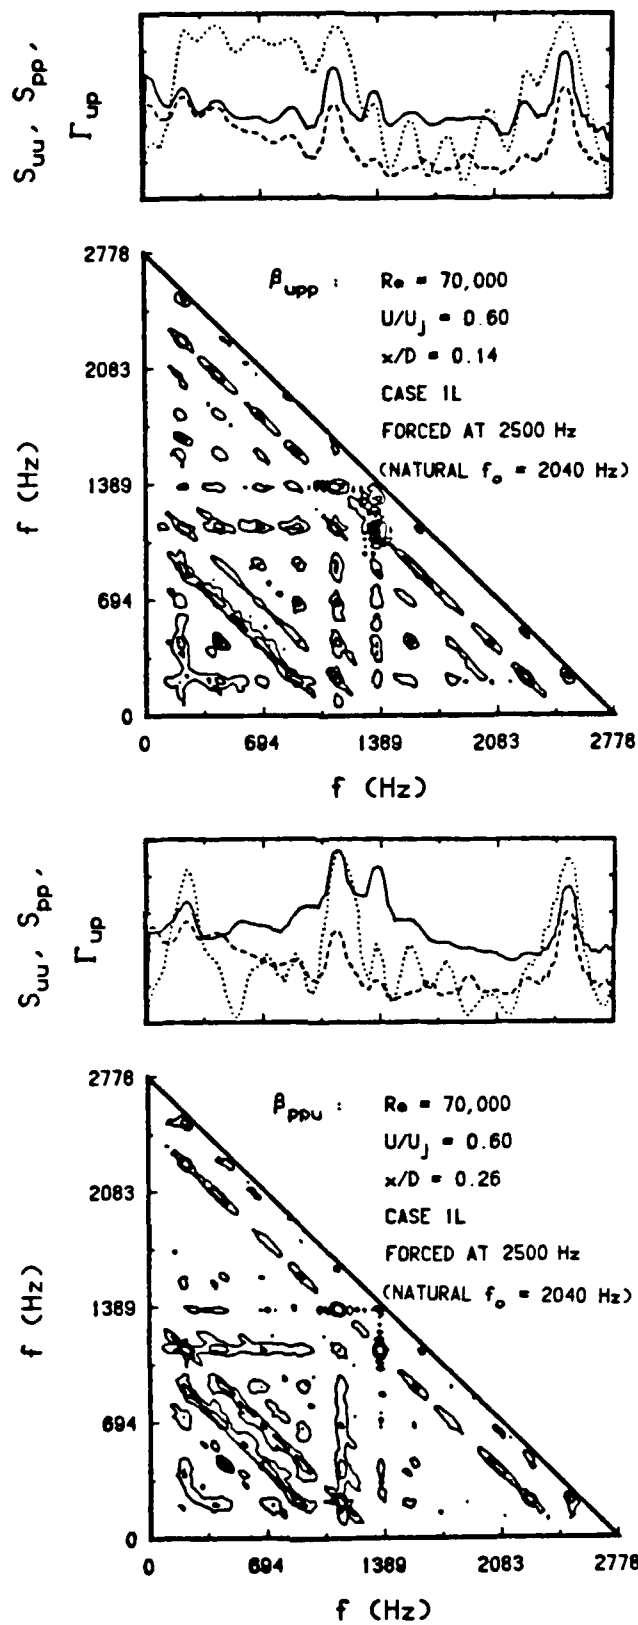 S_uu, S_pp,
Γ_up
β_upp : Re = 70,000
U/U_j = 0.60
x/D = 0.14
CASE 1L
FORCED AT 2500 Hz
(NATURAL f_o = 2040 Hz)
2778
2083
1389
694
0
f (Hz)
0 694 1389 2083 2778
f (Hz)
S_uu, S_pp,
Γ_up
β_ppu : Re = 70,000
U/U_j = 0.60
x/D = 0.26
CASE 1L
FORCED AT 2500 Hz
(NATURAL f_o = 2040 Hz)
2778
2083
1389
694
0
f (Hz)
0 694 1389 2083 2778
f (Hz)